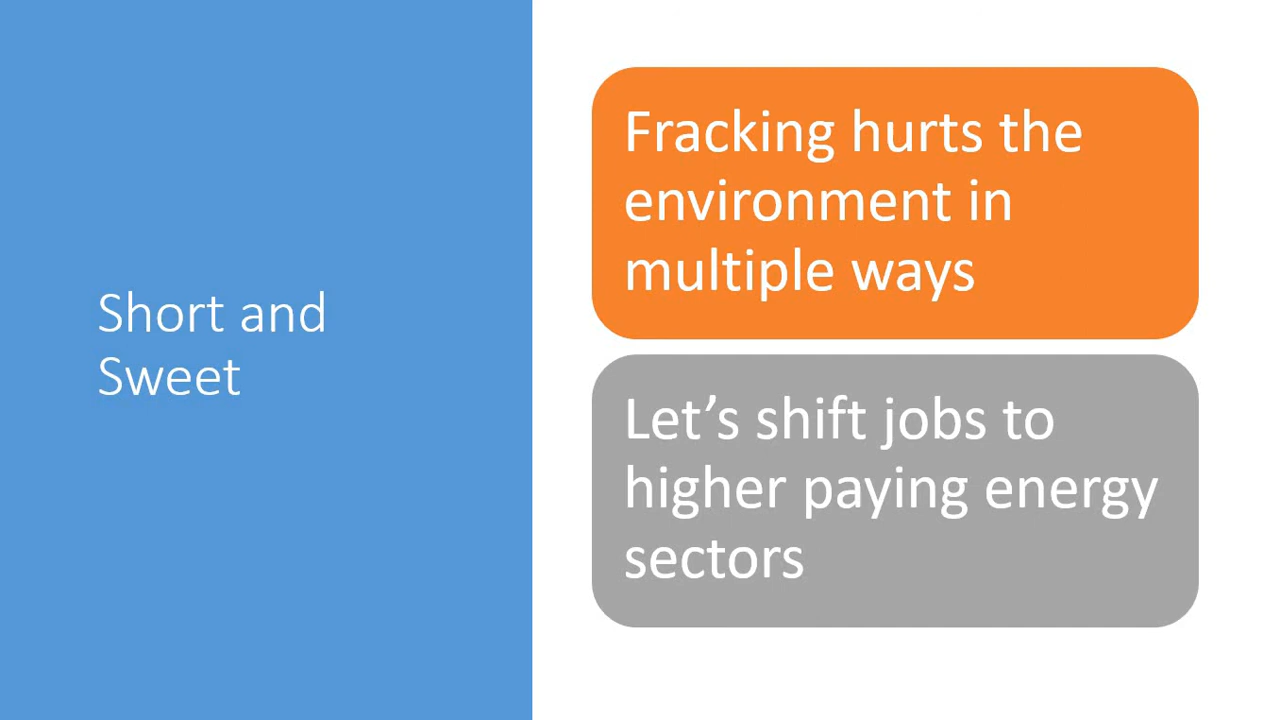 Short and
Sweet
Fracking hurts the
environment in
multiple ways
Let’s shift jobs to
higher paying energy
sectors